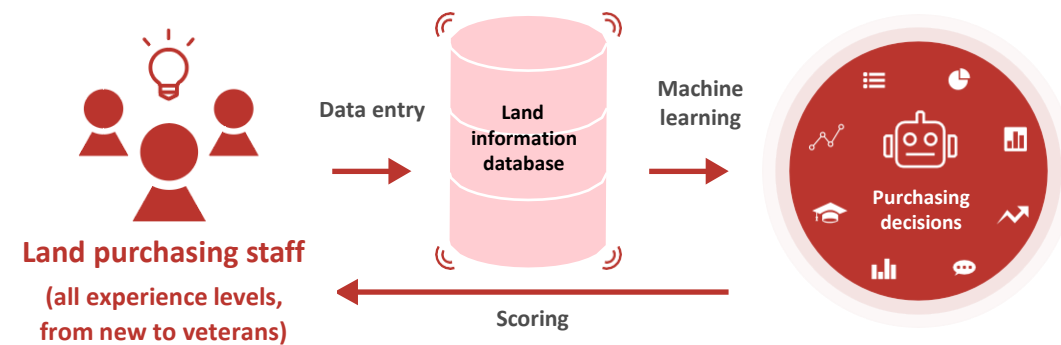 Land purchasing staff
(all experience levels,
from new to veterans)
Data entry
Land
information
database
Machine
learning
Purchasing
decisions
Scoring